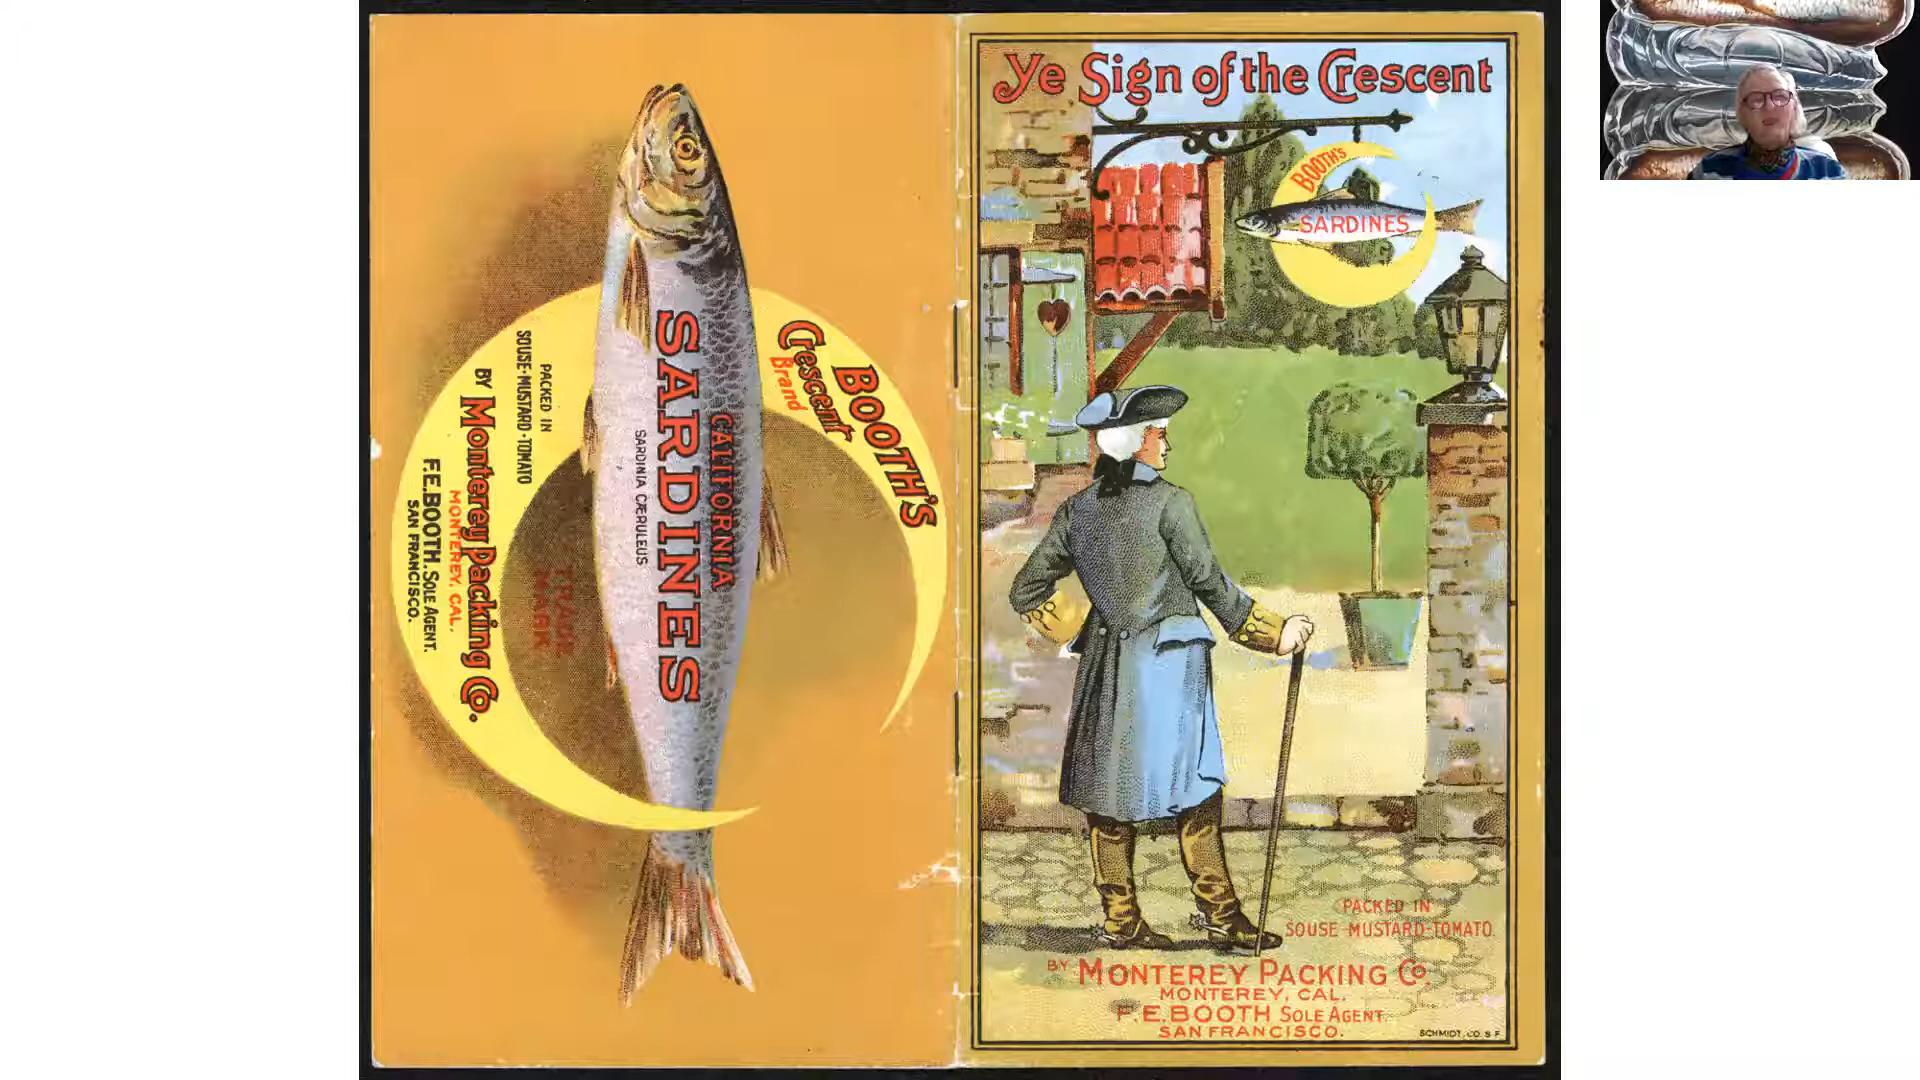 BOOTH'S
Crescent
Brand
CALIFORNIA
SARDINES
SARDINIA CÆRULEUS
TRADE
MARK
PACKED IN
SOUSE-MUSTARD-TOMATO
BY Monterey Packing Co.
MONTEREY, CAL.
F.E. BOOTH. SOLE AGENT.
SAN FRANCISCO.
Ye Sign of the Crescent
BOOTH'S
SARDINES
PACKED IN
SOUSE-MUSTARD-TOMATO
BY MONTEREY PACKING Co.
MONTEREY, CAL.
F.E. BOOTH SOLE AGENT.
SAN FRANCISCO.
SCHMIDT. CO. S F